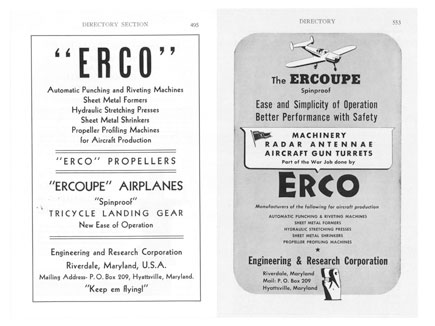 DIRECTORY SECTION
"ERCO"
Automatic Punching and Riveting Machines
Sheet Metal Formers
Hydraulic Stretching Presses
Sheet Metal Shrinkers
Propeller Profiling Machines
for Aircraft Production
"ERCO" PROPELLERS
"ERCOUPE" AIRPLANES
"Spinproof"
TRICYCLE LANDING GEAR
New Ease of Operation
Engineering and Research Corporation
Riverdale, Maryland, U.S.A.
Mailing Address- P. O. Box 209, Hyattsville, Maryland.
"Keep em flying!"
DIRECTORY 553
The ERCOUPE
Spinproof
Ease and Simplicity of Operation
Better Performance with Safety
MACHINERY
RADAR ANTENNAE
AIRCRAFT GUN TURRETS
Part of the War Job done by
ERCO
Manufacturers of the following for aircraft production
AUTOMATIC PUNCHING & RIVETING MACHINES
SHEET METAL FORMERS
HYDRAULIC STRETCHING PRESSES
SHEET METAL SHRINKERS
PROPELLER PROFILING MACHINES
Engineering & Research Corporation
Riverdale, Maryland
Mail: P. O. Box 209
Hyattsville, Maryland